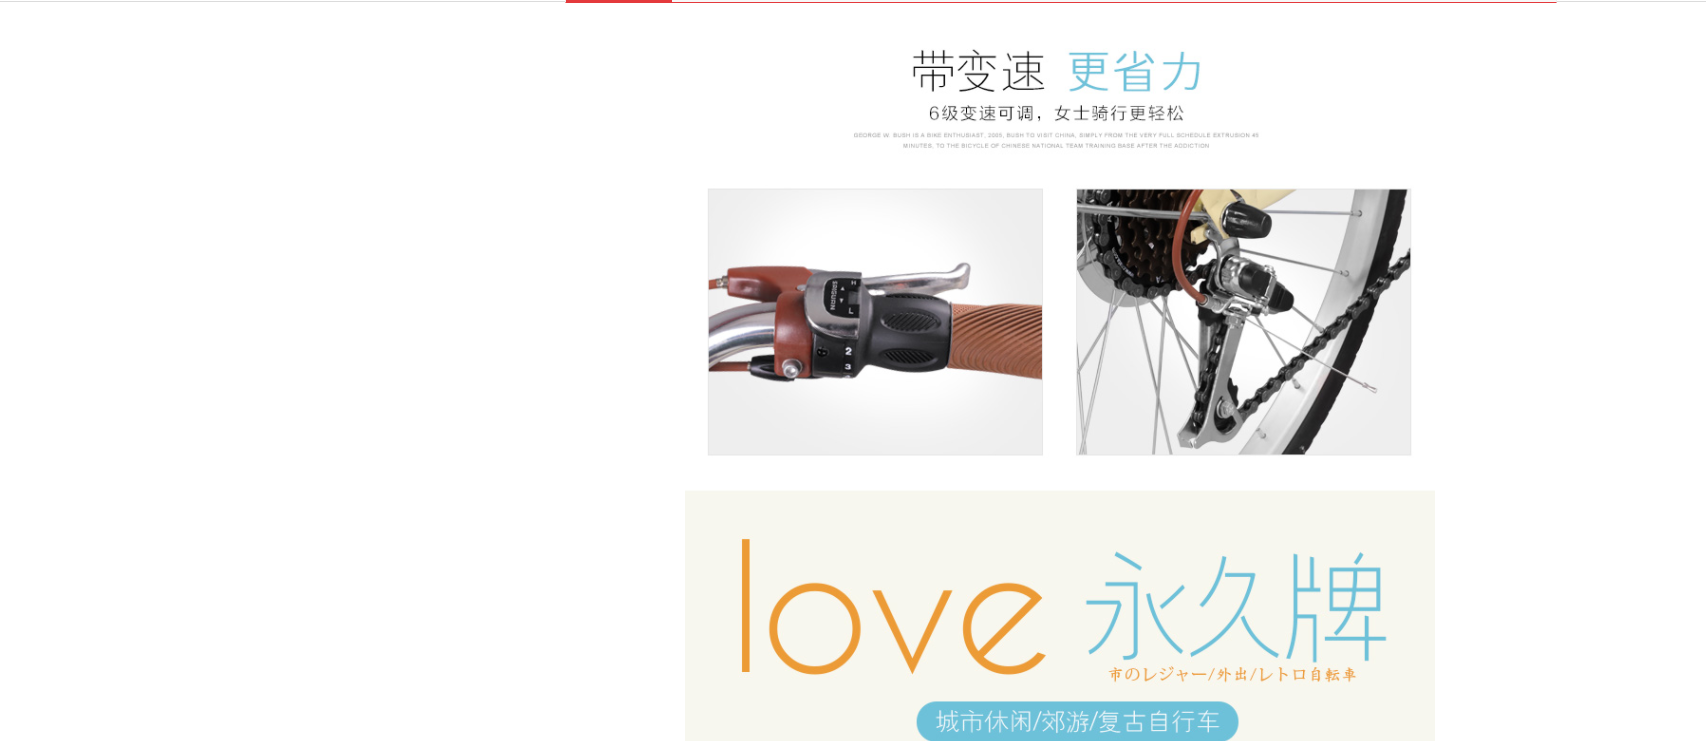 带变速 更省力
6级变速可调，女士骑行更轻松
GEORGE W. BUSH IS A BIKE ENTHUSIAST, 2005, BUSH TO VISIT CHINA, SIMPLY FROM THE VERY FULL SCHEDULE EXTRUSION 45
MINUTES, TO THE BICYCLE OF CHINESE NATIONAL TEAM TRAINING BASE AFTER THE ADDICTION
H
L
2
3
love 永久牌
市のレジャー/外出/レトロ自転車
城市休闲/郊游/复古自行车